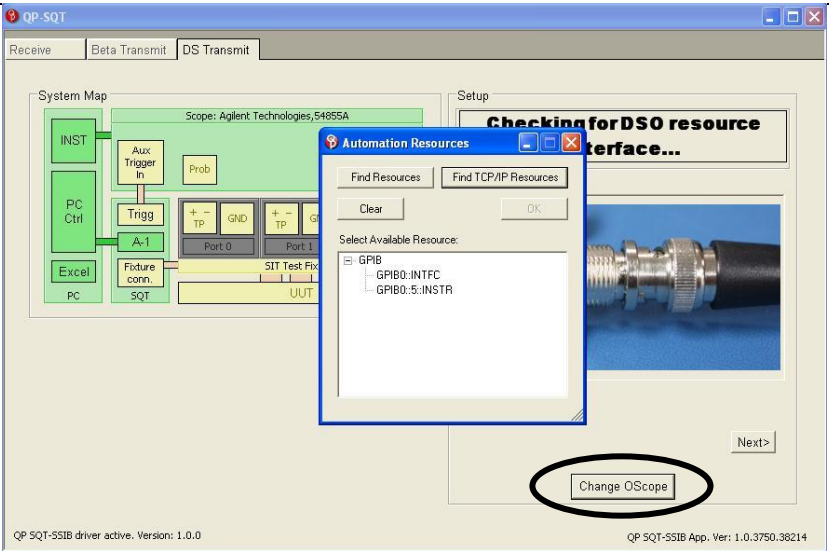 QP-SQT
Receive
Beta Transmit
DS Transmit
System Map
Scope: Agilent Technologies,54855A
INST
PC
Ctrl
Excel
PC
Aux
Trigger
In
Prob
Trigg
A-1
Fixture
conn.
SQT
+ -
TP
GND
Port 0
+ -
TP
Port 1
SIT Test Fix
UUT
Automation Resources
Find Resources
Find TCP/IP Resources
Clear
OK
Select Available Resource:
GPIB
GPIB0::INTFC
GPIB0::5::INSTR
Setup
Checking for DSO resource
terface...
Next>
Change OScope
QP SQT-SSIB driver active. Version: 1.0.0
QP SQT-SSIB App. Ver: 1.0.3750.38214